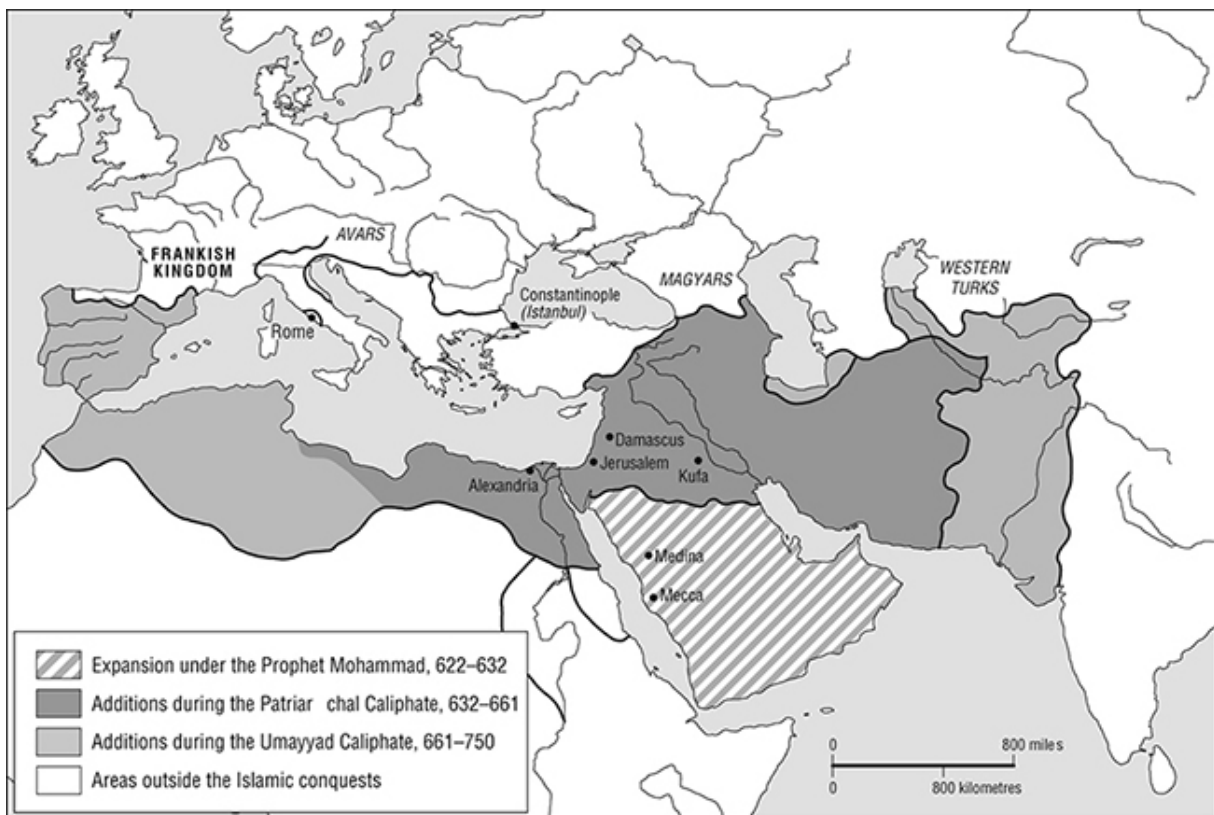 AVARS
FRANKISH
KINGDOM
MAGYARS
WESTERN
TURKS
Constantinople
(Istanbul)
Rome
Damascus
Jerusalem
Kufa
Alexandria
Medina
Mecca
Expansion under the Prophet Mohammad, 622–632
Additions during the Patriar chal Caliphate, 632–661
Additions during the Umayyad Caliphate, 661–750
Areas outside the Islamic conquests
0 800 miles
0 800 kilometres